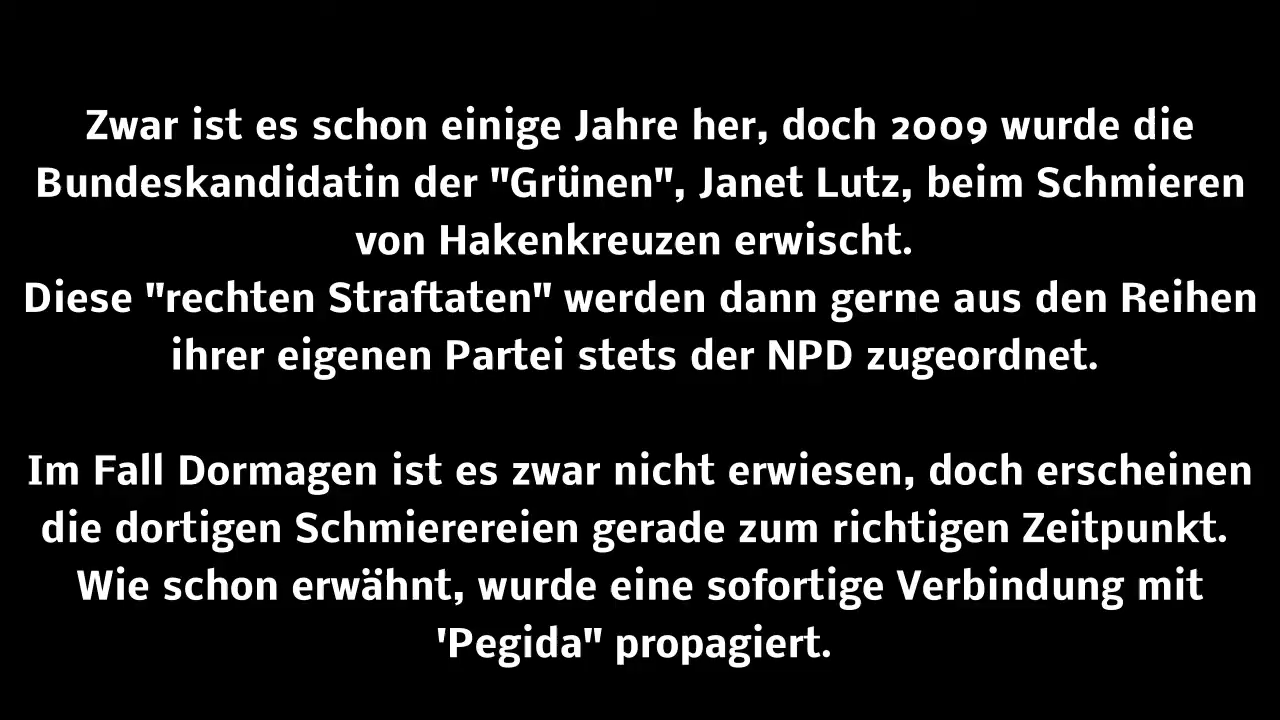 Zwar ist es schon einige Jahre her, doch 2009 wurde die
Bundeskandidatin der "Grünen", Janet Lutz, beim Schmieren
von Hakenkreuzen erwischt.
Diese "rechten Straftaten" werden dann gerne aus den Reihen
ihrer eigenen Partei stets der NPD zugeordnet.
Im Fall Dormagen ist es zwar nicht erwiesen, doch erscheinen
die dortigen Schmierereien gerade zum richtigen Zeitpunkt.
Wie schon erwähnt, wurde eine sofortige Verbindung mit
'Pegida" propagiert.